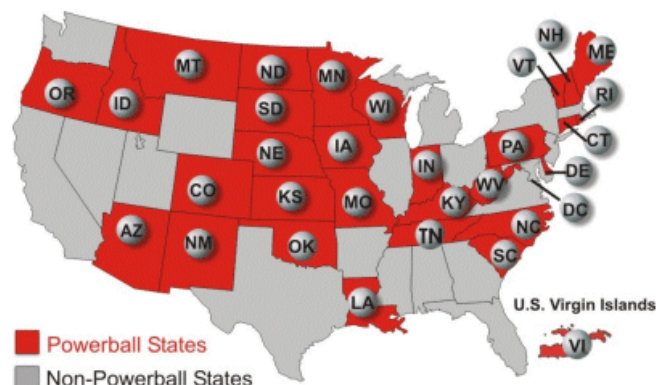 NH
ME
VT
MT
ND
MN
OR
ID
SD
WI
RI
CT
NE
IA
PA
IN
DE
CO
KS
MO
KY
WV
DC
AZ
NM
OK
TN
NC
SC
LA
U.S. Virgin Islands
VI
Powerball States
Non-Powerball States